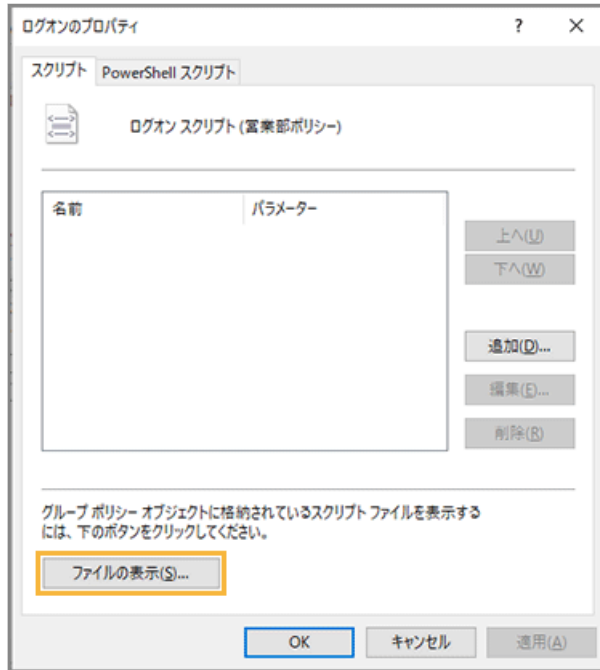 ログオンのプロパティ
スクリプト PowerShell スクリプト
ログオン スクリプト (営業部ポリシー)
名前 パラメーター
上へ(U)
下へ(W)
追加(D)...
編集(E)...
削除(R)
グループ ポリシー オブジェクトに格納されているスクリプト ファイルを表示する
には、下のボタンをクリックしてください。
ファイルの表示(S)...
OK キャンセル 適用(A)